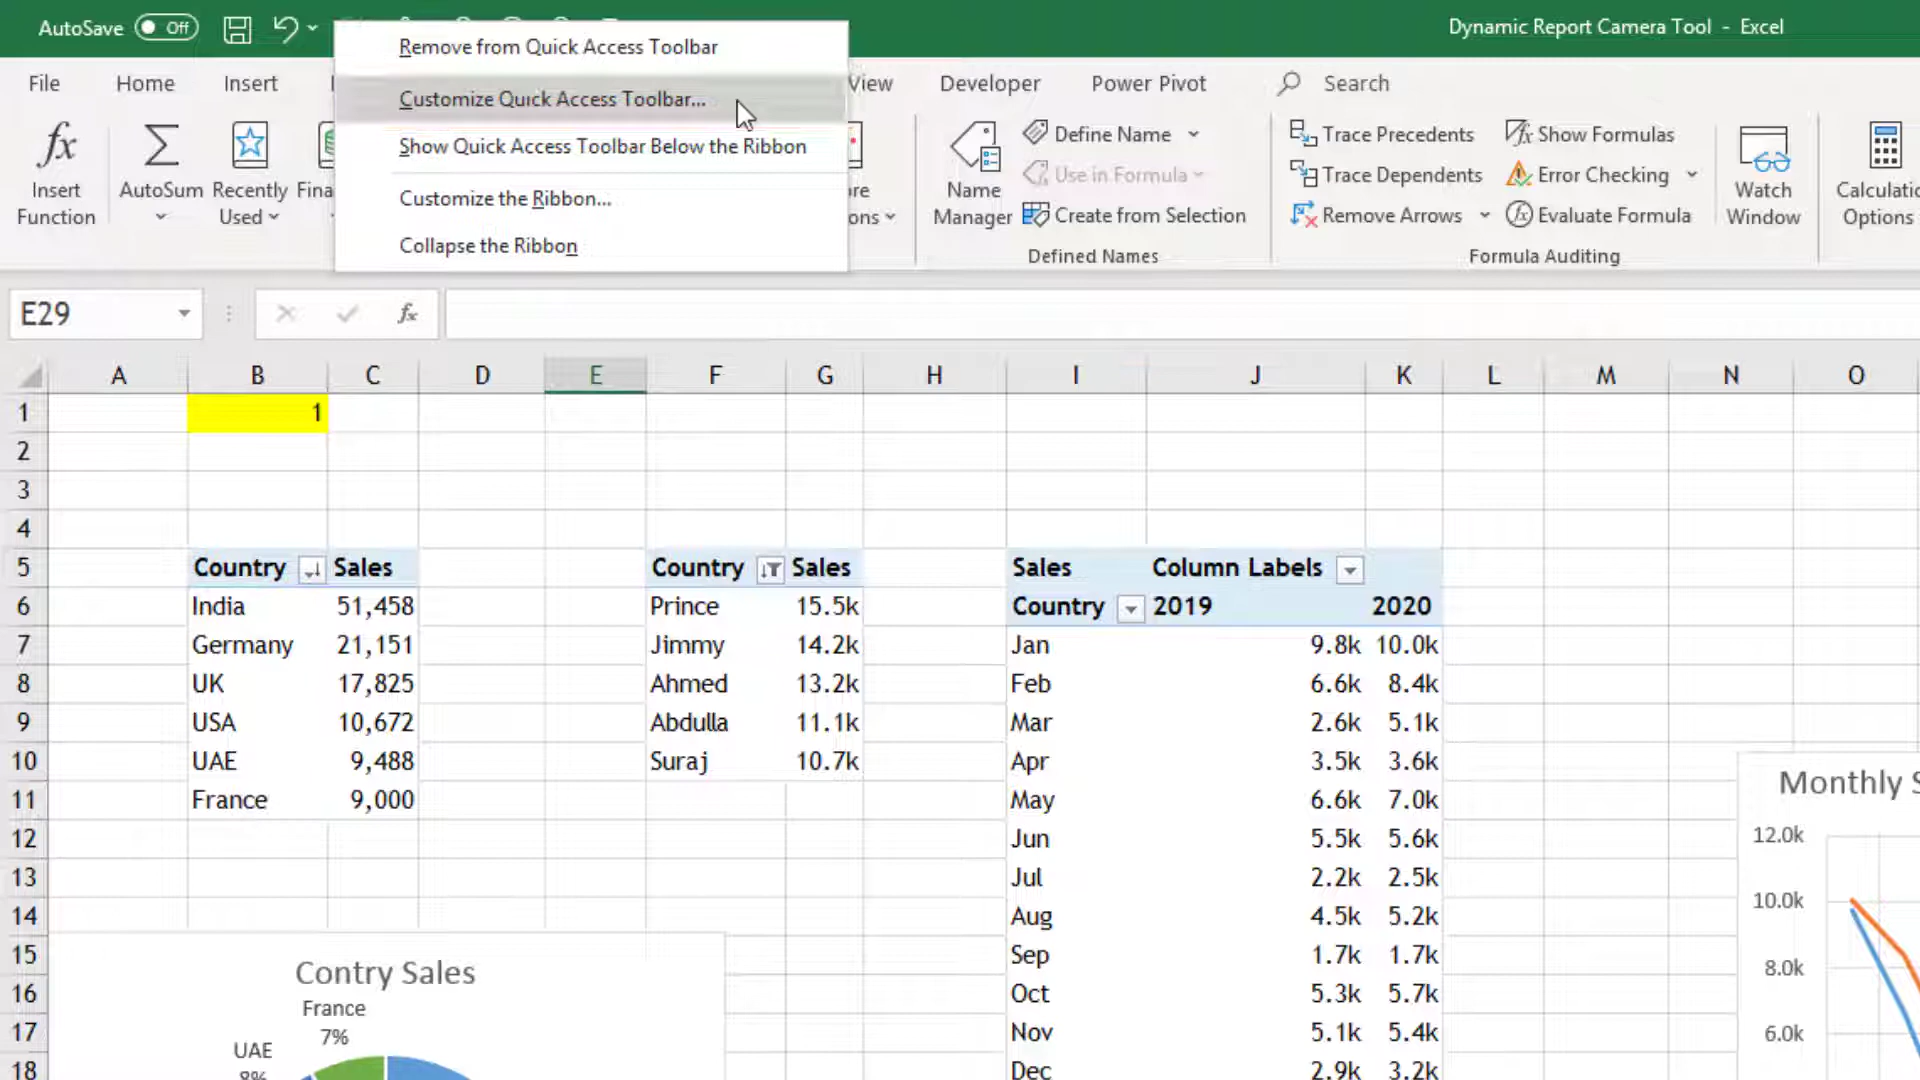 AutoSave Off
Dynamic Report Camera Tool - Excel
Remove from Quick Access Toolbar
Customize Quick Access Toolbar...
Show Quick Access Toolbar Below the Ribbon
Customize the Ribbon...
Collapse the Ribbon
File Home Insert View Developer Power Pivot Search
fx
Insert
Function
AutoSum
Recently
Used
Fina
Name
Manager
Define Name
Use in Formula
Create from Selection
Defined Names
Trace Precedents
Trace Dependents
Remove Arrows
Show Formulas
Error Checking
Evaluate Formula
Formula Auditing
Watch
Window
Calculatio
Options
E29
fx
A B C D E F G H I J K L M N O
1 1
2
3
4
5 Country Sales Country Sales Sales Column Labels
6 India 51,458 Prince 15.5k Country 2019 2020
7 Germany 21,151 Jimmy 14.2k Jan 9.8k 10.0k
8 UK 17,825 Ahmed 13.2k Feb 6.6k 8.4k
9 USA 10,672 Abdulla 11.1k Mar 2.6k 5.1k
10 UAE 9,488 Suraj 10.7k Apr 3.5k 3.6k
11 France 9,000 May 6.6k 7.0k
12 Jun 5.5k 5.6k
13 Jul 2.2k 2.5k
14 Aug 4.5k 5.2k
15 Sep 1.7k 1.7k
16 Oct 5.3k 5.7k
17 Nov 5.1k 5.4k
18 Dec 2.9k 3.2k
Contry Sales
France
7%
UAE
8%
Monthly S
12.0k
10.0k
8.0k
6.0k